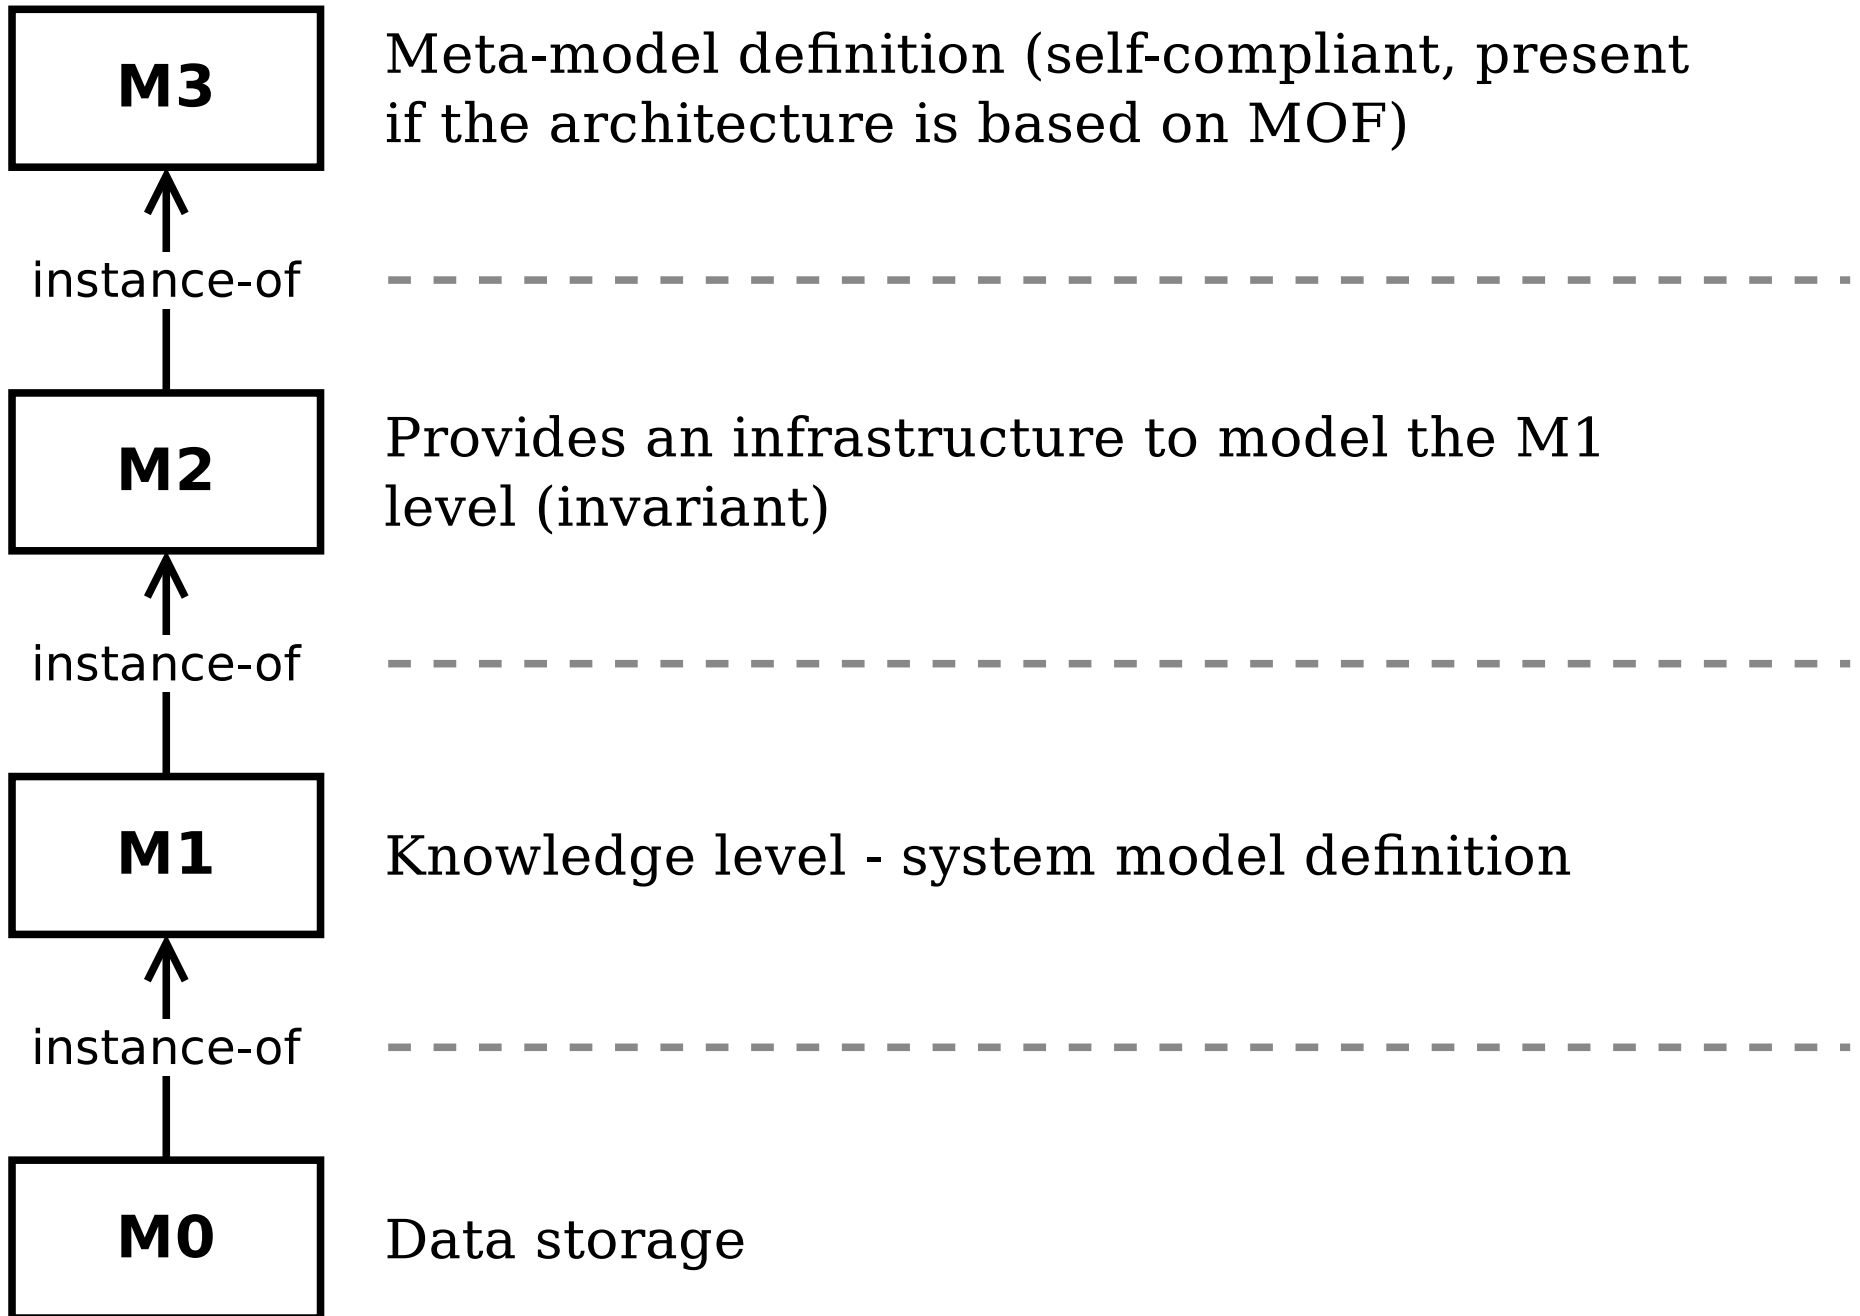 M3
Meta-model definition (self-compliant, present
if the architecture is based on MOF)
instance-of
M2
Provides an infrastructure to model the M1
level (invariant)
instance-of
M1
Knowledge level - system model definition
instance-of
M0
Data storage